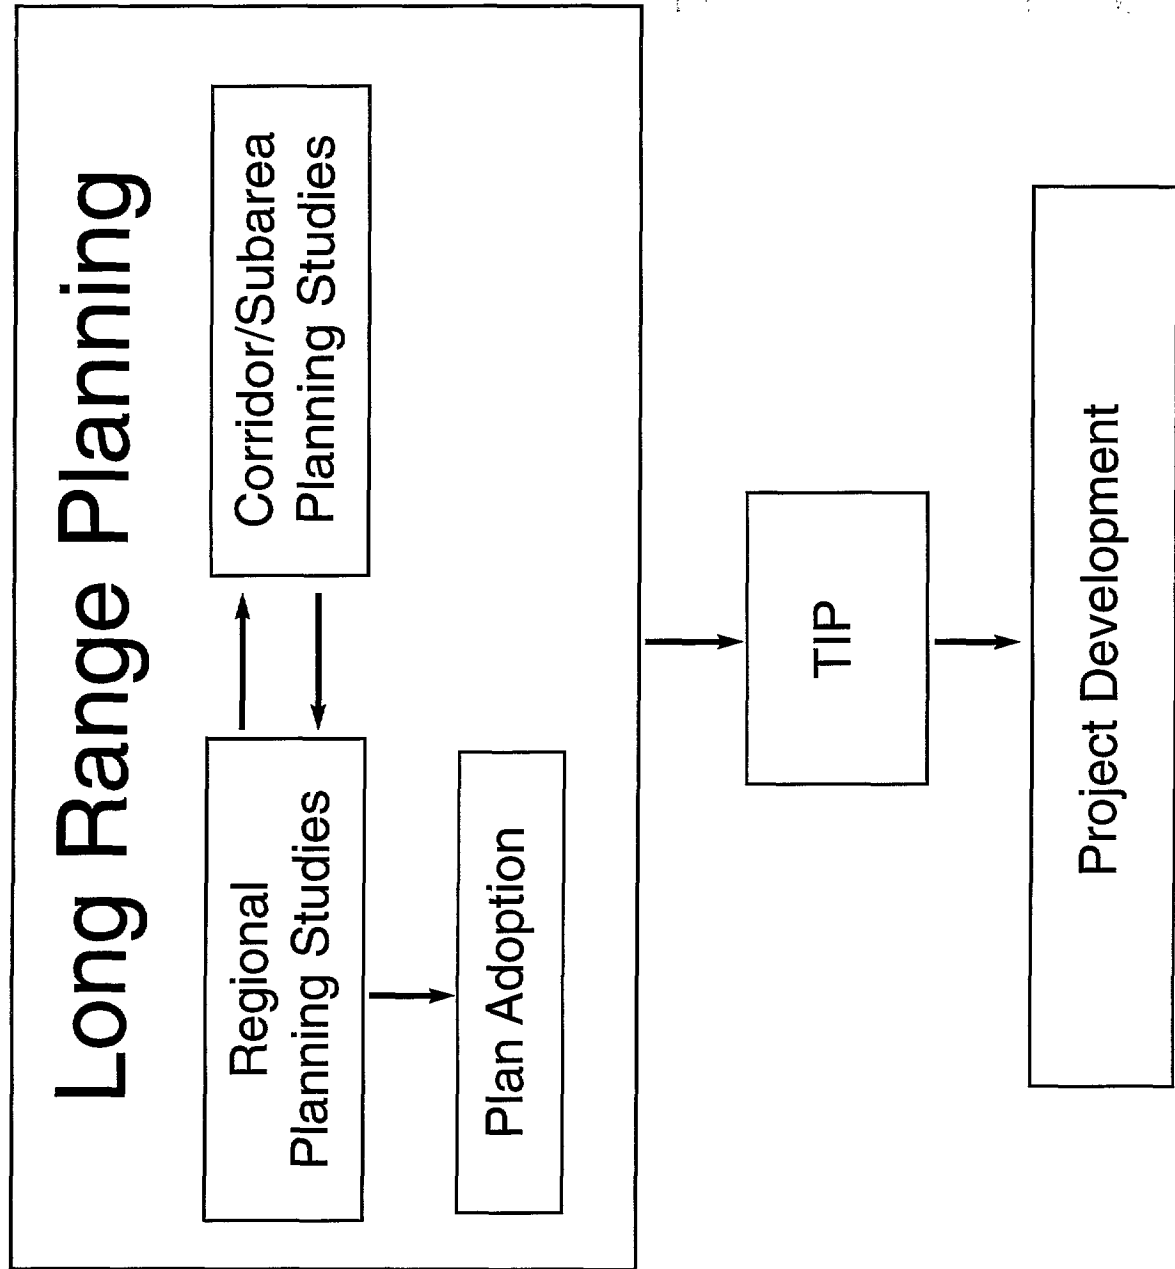 Long Range Planning
Regional
Planning Studies
Corridor/Subarea
Planning Studies
Plan Adoption
TIP
Project Development